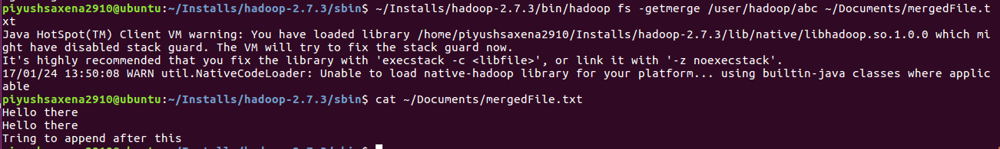 piyushsaxena2910@ubuntu:~/Installs/hadoop-2.7.3/sbin$ ~/Installs/hadoop-2.7.3/bin/hadoop fs -getmerge /user/hadoop/abc ~/Documents/mergedFile.t
xt
Java HotSpot(TM) Client VM warning: You have loaded library /home/piyushsaxena2910/Installs/hadoop-2.7.3/lib/native/libhadoop.so.1.0.0 which mi
ght have disabled stack guard. The VM will try to fix the stack guard now.
It's highly recommended that you fix the library with 'execstack -c <libfile>', or link it with '-z noexecstack'.
17/01/24 13:50:08 WARN util.NativeCodeLoader: Unable to load native-hadoop library for your platform... using builtin-java classes where applic
able
piyushsaxena2910@ubuntu:~/Installs/hadoop-2.7.3/sbin$ cat ~/Documents/mergedFile.txt
Hello there
Hello there
Tring to append after this
piyushsaxena2910@ubuntu:~/Installs/hadoop-2.7.3/sbin$